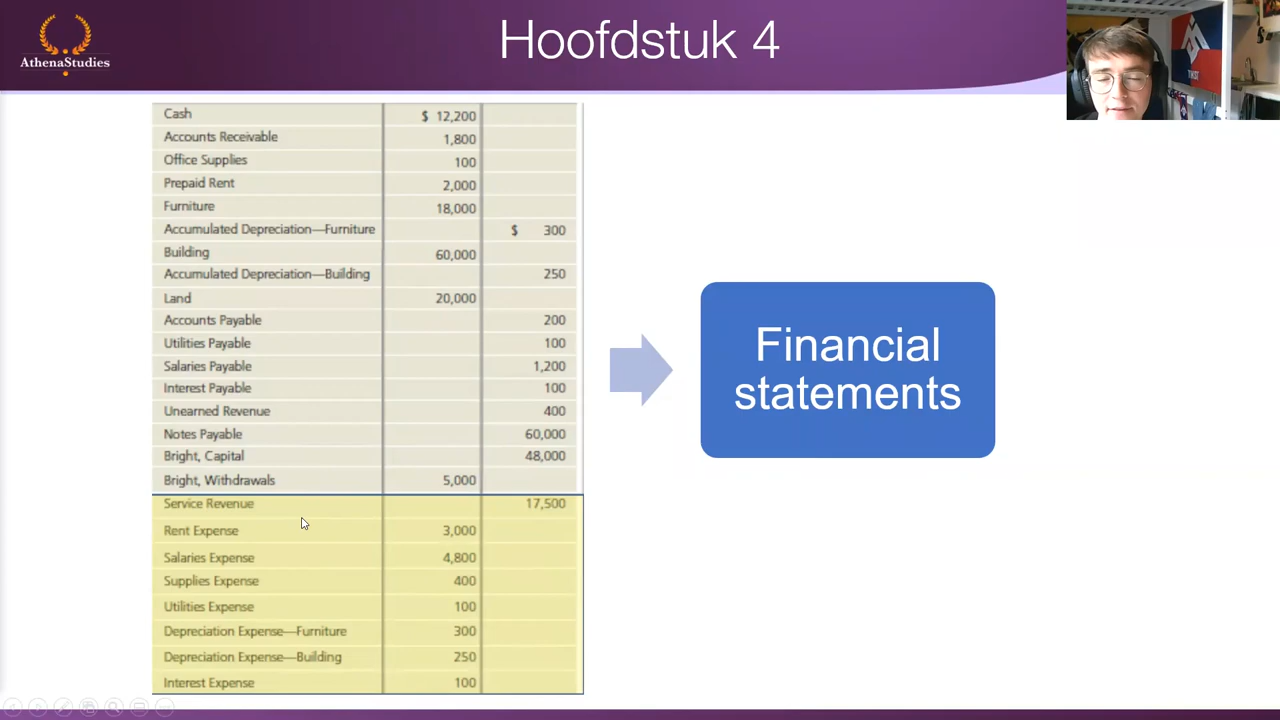 AthenaStudies
Hoofdstuk 4
Cash $ 12,200
Accounts Receivable 1,800
Office Supplies 100
Prepaid Rent 2,000
Furniture 18,000
Accumulated Depreciation—Furniture $ 300
Building 60,000
Accumulated Depreciation—Building 250
Land 20,000
Accounts Payable 200
Utilities Payable 100
Salaries Payable 1,200
Interest Payable 100
Unearned Revenue 400
Notes Payable 60,000
Bright, Capital 48,000
Bright, Withdrawals 5,000
Service Revenue 17,500
Rent Expense 3,000
Salaries Expense 4,800
Supplies Expense 400
Utilities Expense 100
Depreciation Expense—Furniture 300
Depreciation Expense—Building 250
Interest Expense 100
Financial
statements